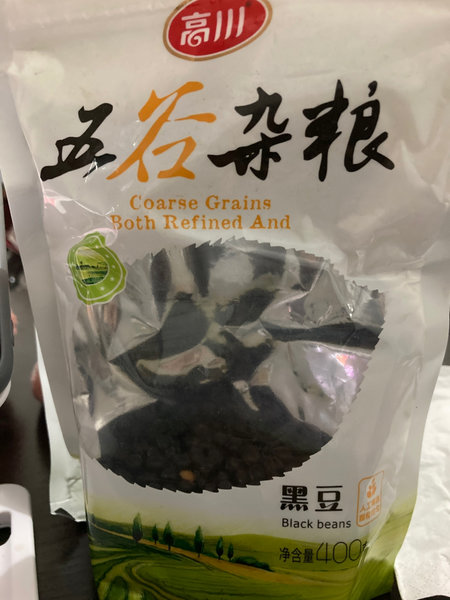 高川
五谷杂粮
Coarse Grains
Both Refined And
黑豆
Black beans
净含量400